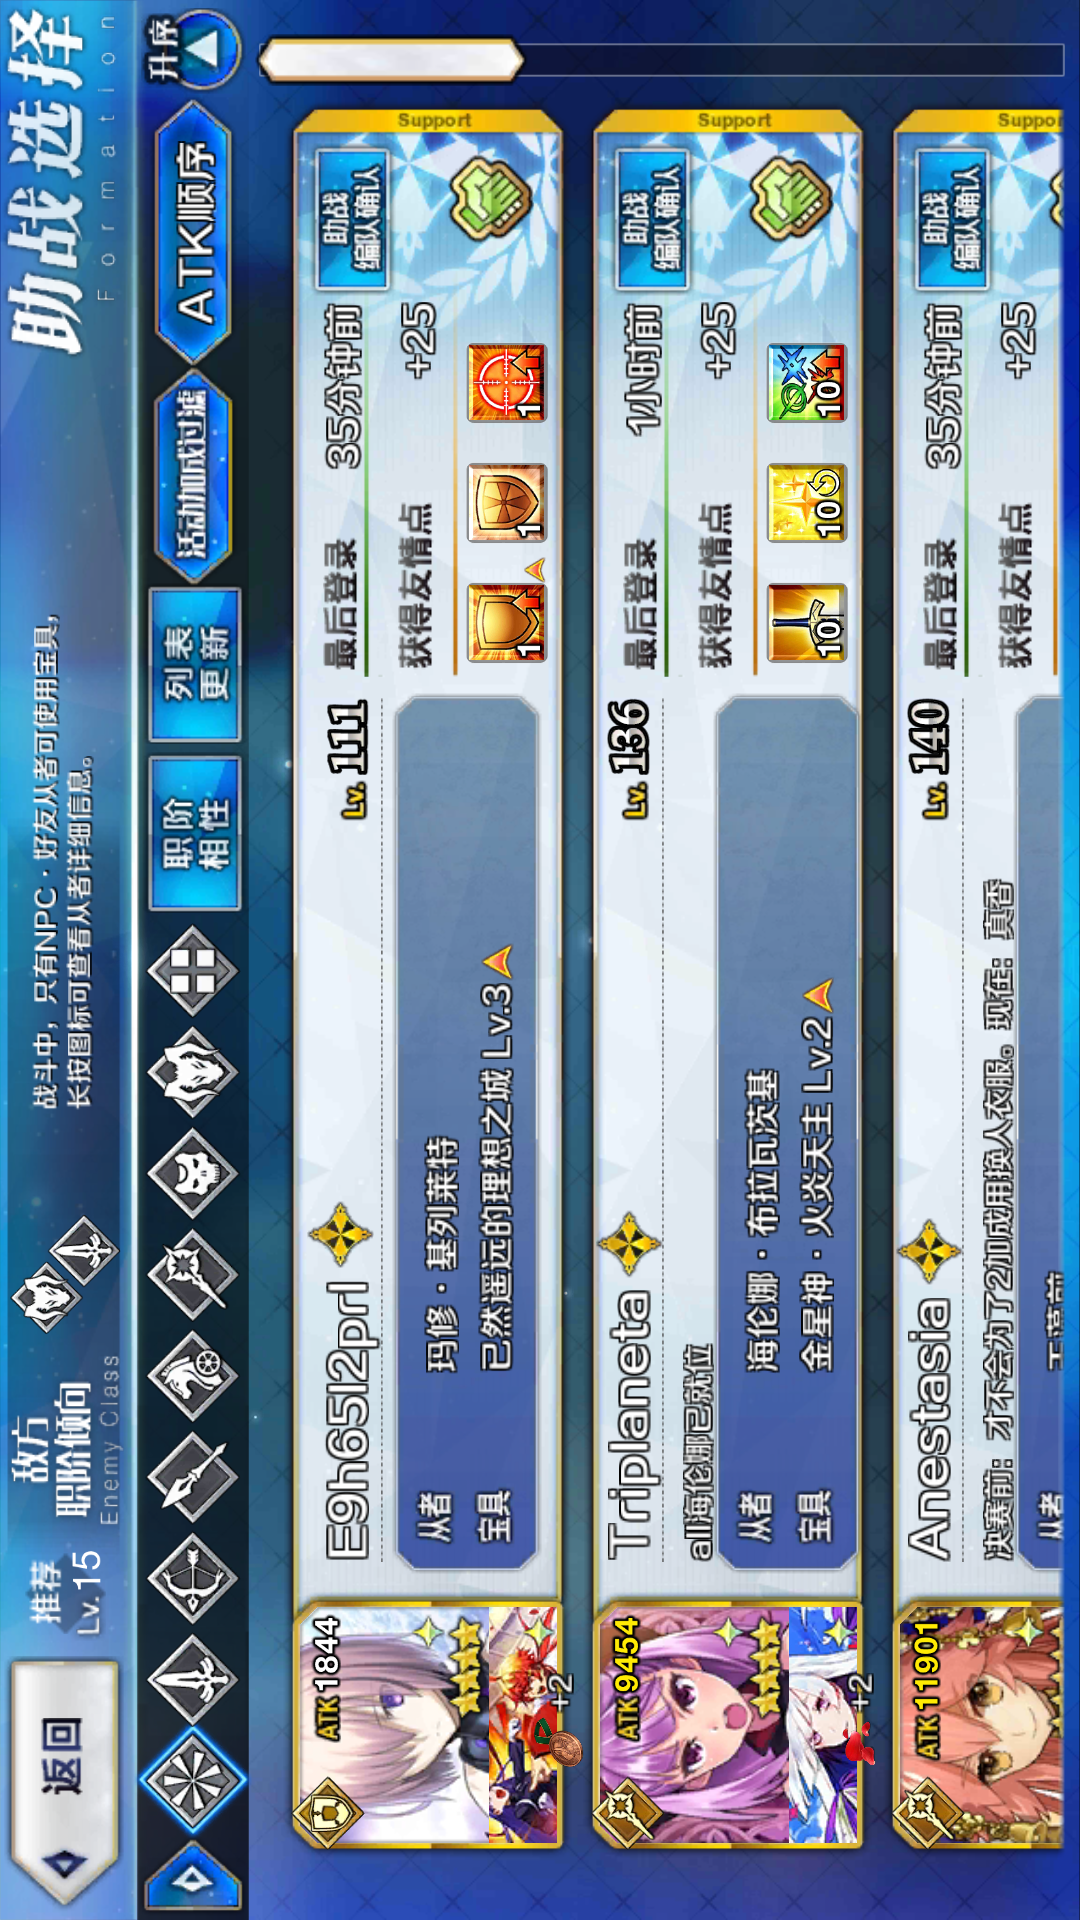 返回
推荐
Lv.15
敌方
职阶倾向
Enemy Class
战斗中，只有NPC·好友从者可使用宝具，
长按图标可查看从者详细信息。
助战选择
Formation
职阶
相性
列表
更新
活动加成过滤
ATK顺序
升序
ATK1844
+2
E9h65l2prl
Lv.111
从者
玛修·基列莱特
宝具
已然遥远的理想之城 Lv.3
最后登录
35分钟前
获得友情点
+25
1
1
1
助战
编队确认
Support
ATK9454
+2
Triplaneta
Lv.136
all海伦娜已就位
从者
海伦娜·布拉瓦茨基
宝具
金星神·火炎天主 Lv.2
最后登录
1小时前
获得友情点
+25
10
10
10
助战
编队确认
Support
ATK11901
Anestasia
Lv.140
决赛前：才不会为了2加成用换人衣服。现在：真香
从者
最后登录
35分钟前
获得友情点
+25
助战
编队确认
Support